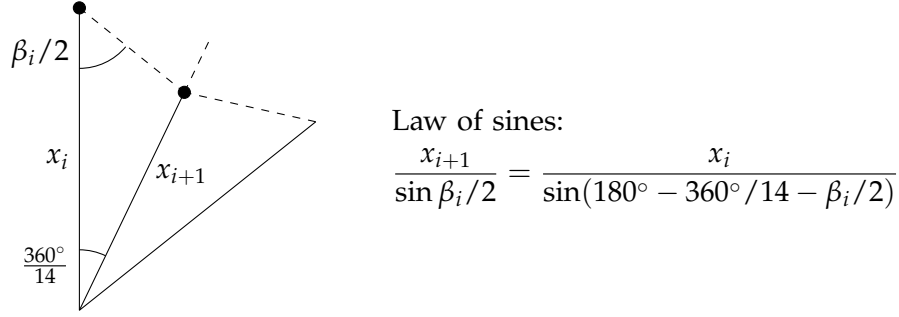 β_i/2
x_i
x_{i+1}
360°/14
Law of sines:
x_{i+1}/sin β_i/2 = x_i/sin(180° − 360°/14 − β_i/2)